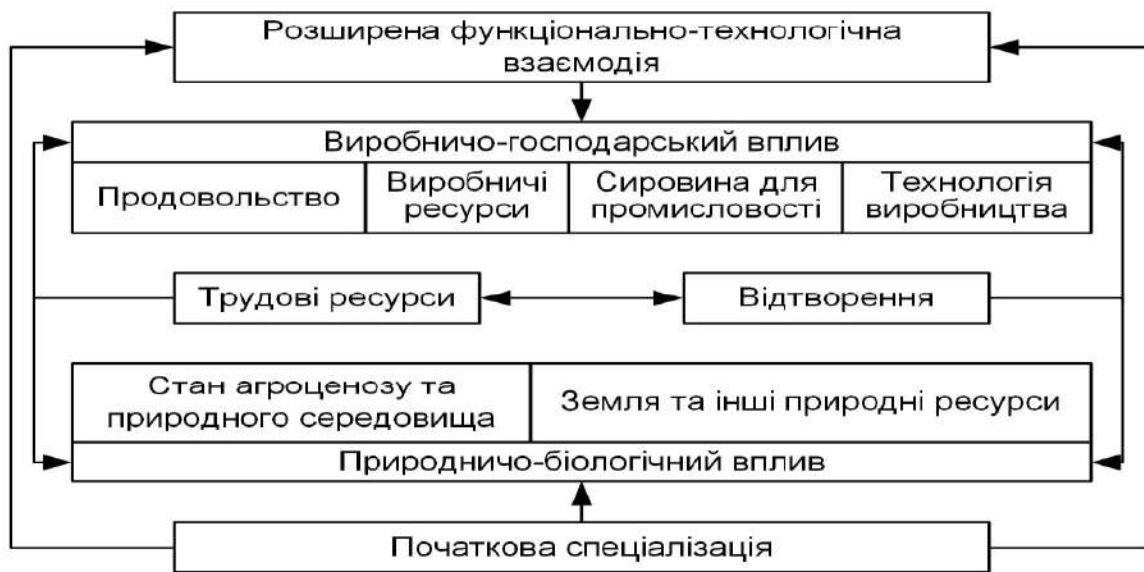 Розширена функціонально-технологічна
взаємодія
Виробничо-господарський вплив
Продовольство
Виробничі
ресурси
Сировина для
промисловості
Технологія
виробництва
Трудові ресурси
Відтворення
Стан агроценозу та
природного середовища
Земля та інші природні ресурси
Природничо-біологічний вплив
Початкова спеціалізація